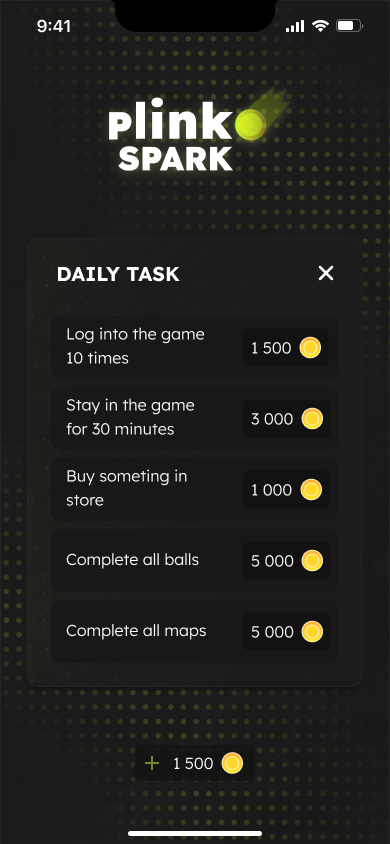 9:41
plinko
SPARK
DAILY TASK
Log into the game
10 times
1 500
Stay in the game
for 30 minutes
3 000
Buy someting in
store
1 000
Complete all balls
5 000
Complete all maps
5 000
+ 1 500